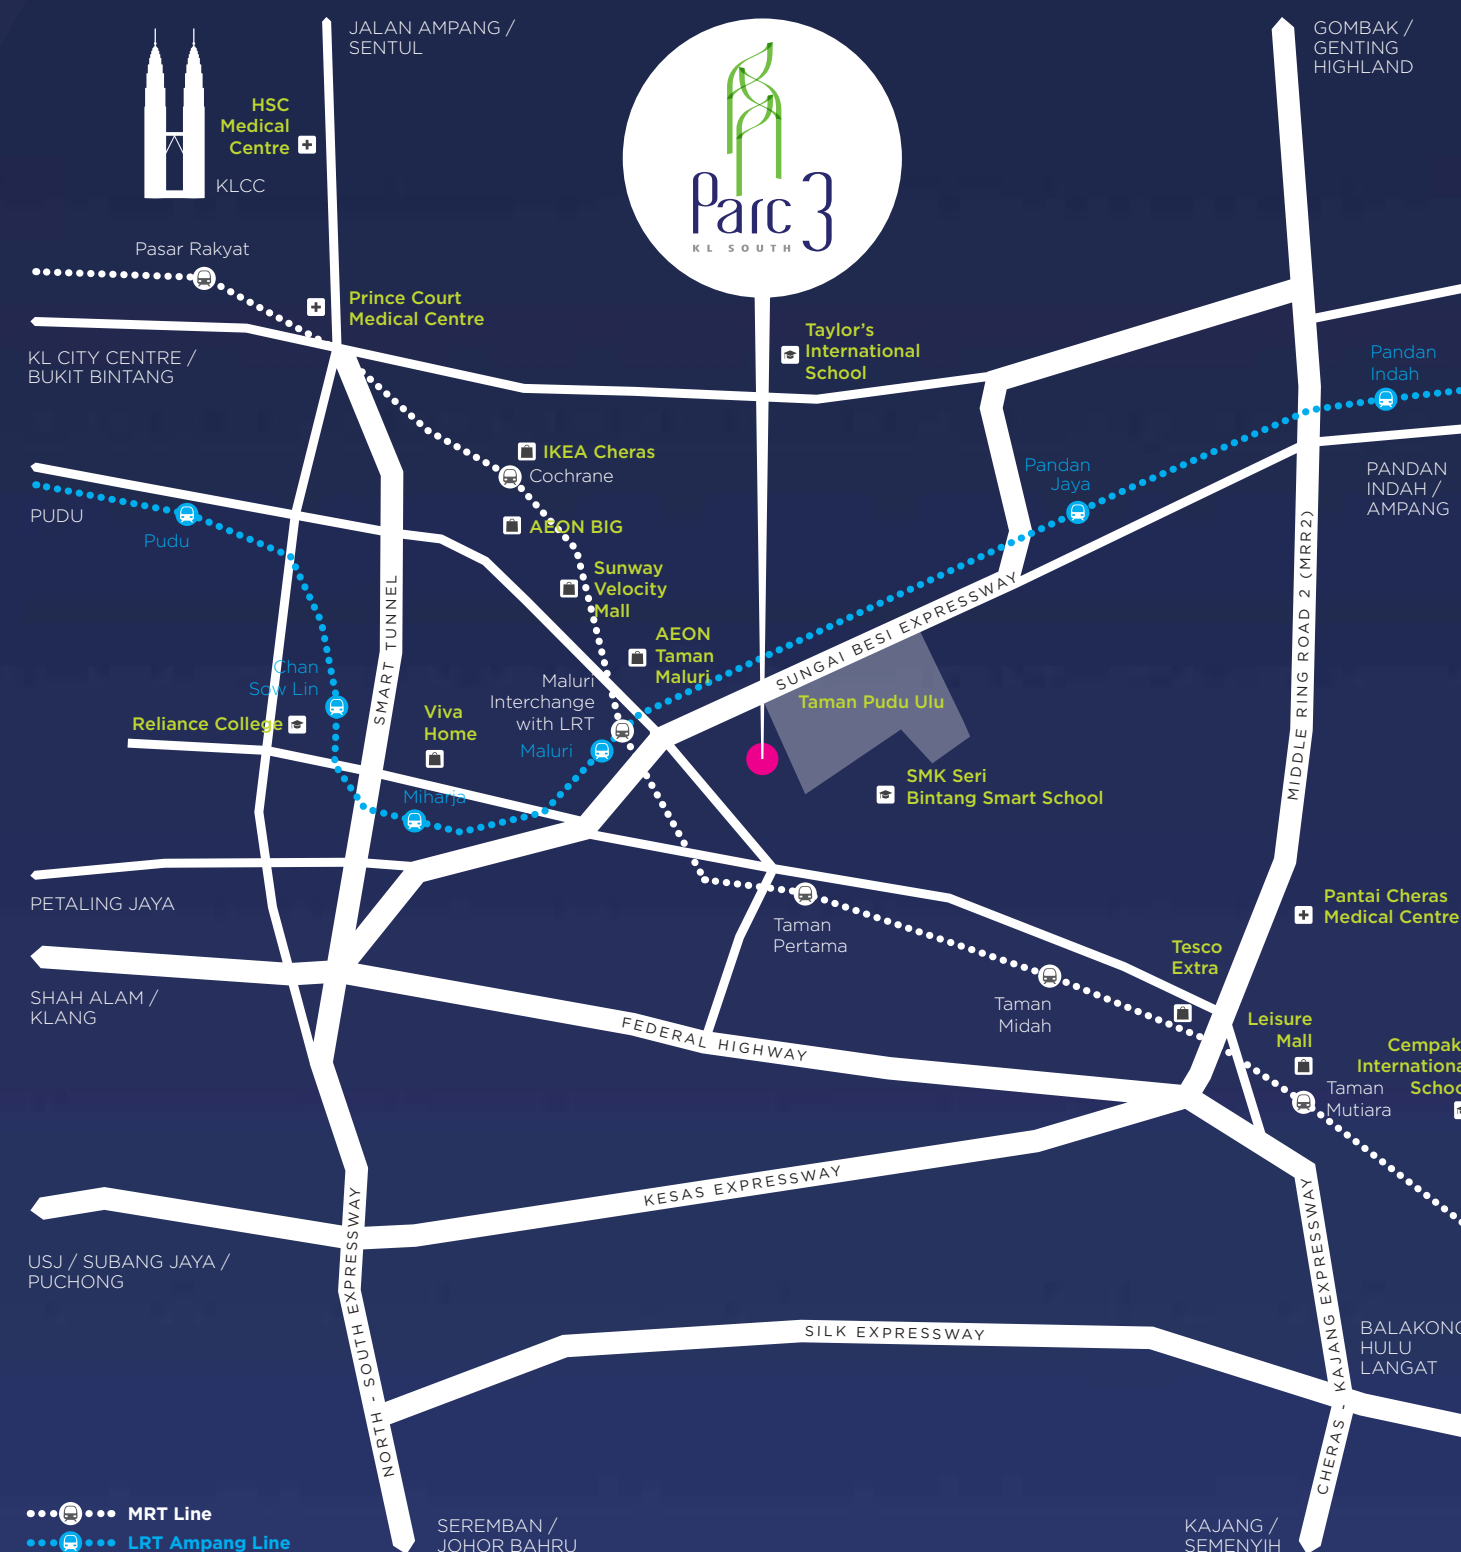 JALAN AMPANG /
SENTUL
GOMBAK /
GENTING
HIGHLAND
HSC
Medical
Centre
KLCC
Parc 3
KL SOUTH
Pasar Rakyat
Prince Court
Medical Centre
KL CITY CENTRE /
BUKIT BINTANG
Taylor's
International
School
Pandan
Indah
IKEA Cheras
Cochrane
Pandan
Jaya
PANDAN
INDAH /
AMPANG
PUDU
Pudu
AEON BIG
Sunway
Velocity
Mall
SMART TUNNEL
SUNGAI BESI EXPRESSWAY
MIDDLE RING ROAD 2 (MRR2)
AEON
Taman
Maluri
Chan
Sow Lin
Maluri
Interchange
with LRT
Maluri
Taman Pudu Ulu
Reliance College
Viva
Home
Miharja
SMK Seri
Bintang Smart School
PETALING JAYA
Taman
Pertama
Pantai Cheras
Medical Centre
Tesco
Extra
Taman
Midah
SHAH ALAM /
KLANG
FEDERAL HIGHWAY
Leisure
Mall
Cempak
Internationa
Schoo
Taman
Mutiara
KESAS EXPRESSWAY
USJ / SUBANG JAYA /
PUCHONG
NORTH - SOUTH EXPRESSWAY
CHERAS - KAJANG EXPRESSWAY
SILK EXPRESSWAY
BALAKONG
HULU
LANGAT
MRT Line
LRT Ampang Line
SEREMBAN /
JOHOR BAHRU
KAJANG /
SEMENYIH